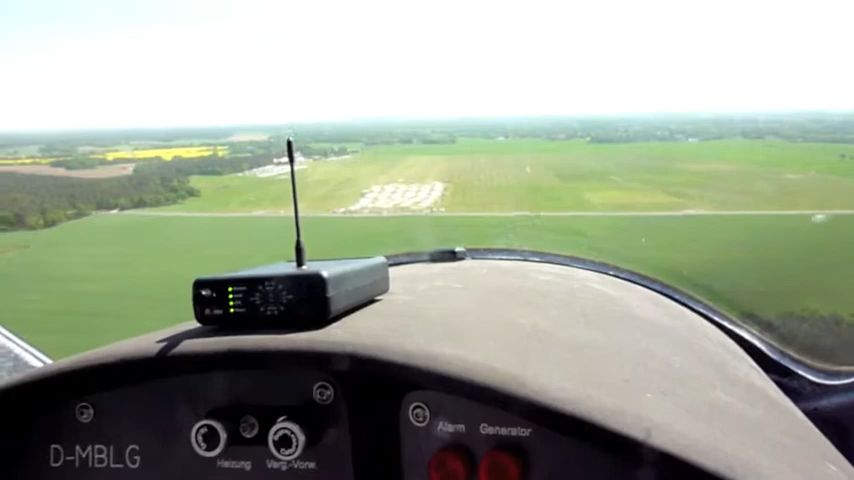 Alarm
Generator
D-MBLG
Heizung
Verg.-Vorw.